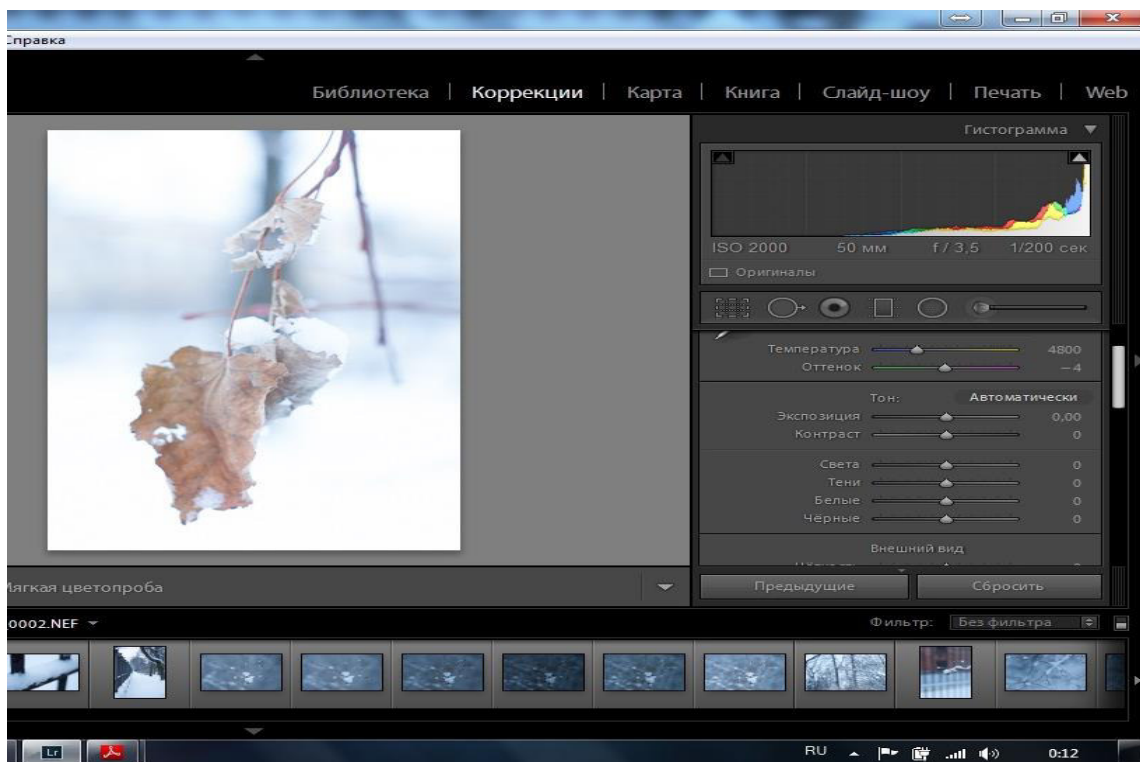 Справка
Библиотека | Коррекции | Карта | Книга | Слайд-шоу | Печать | Web
Гистограмма
ISO 2000 50 мм f / 3,5 1/200 сек
Оригиналы
Температура 4800
Оттенок −4
Тон: Автоматически
Экспозиция 0,00
Контраст 0
Света 0
Тени 0
Белые 0
Чёрные 0
Внешний вид
Предыдущие Сбросить
Мягкая цветопроба
0002.NEF
Фильтр: Без фильтра
Lr
RU 0:12